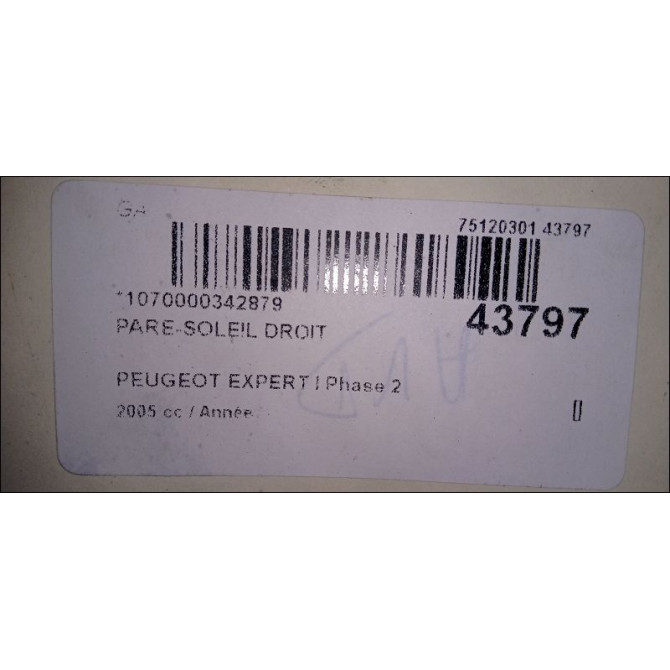 GA
75120301 43797
*1070000342879
43797
PARE-SOLEIL DROIT
PEUGEOT EXPERT I Phase 2
2005 cc / Année:
[]